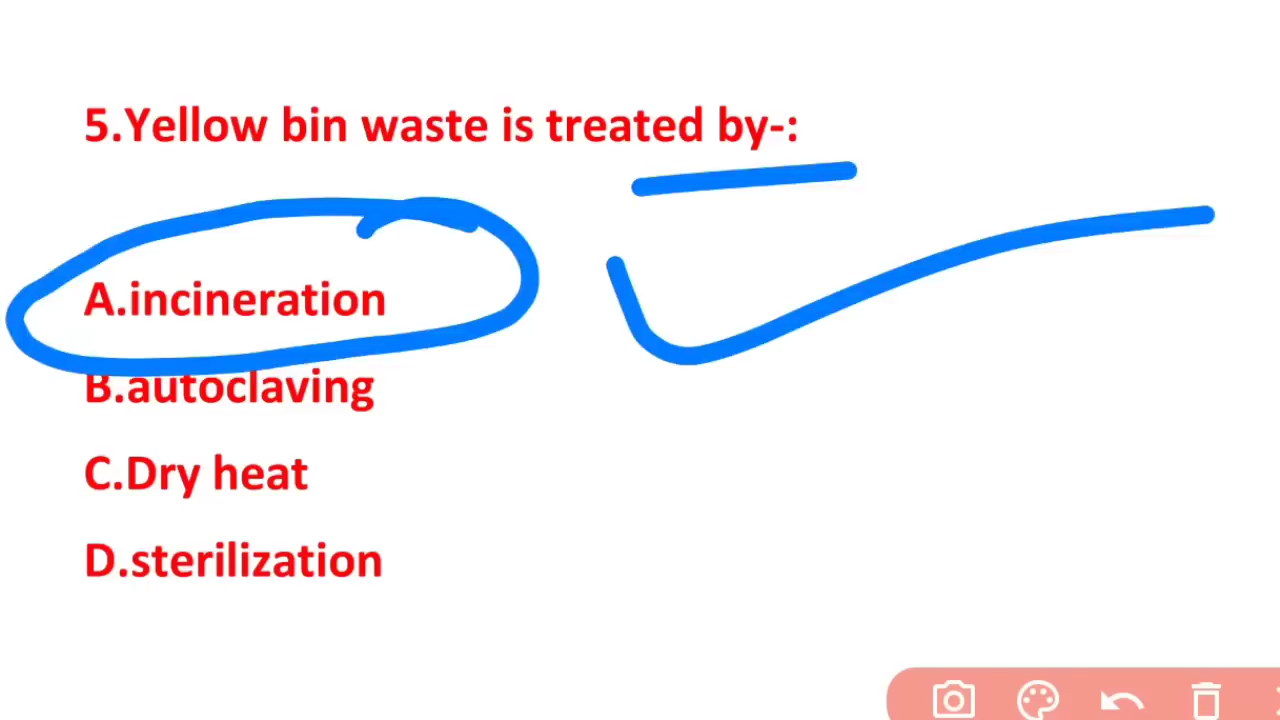 5.Yellow bin waste is treated by-:
A.incineration
B.autoclaving
C.Dry heat
D.sterilization